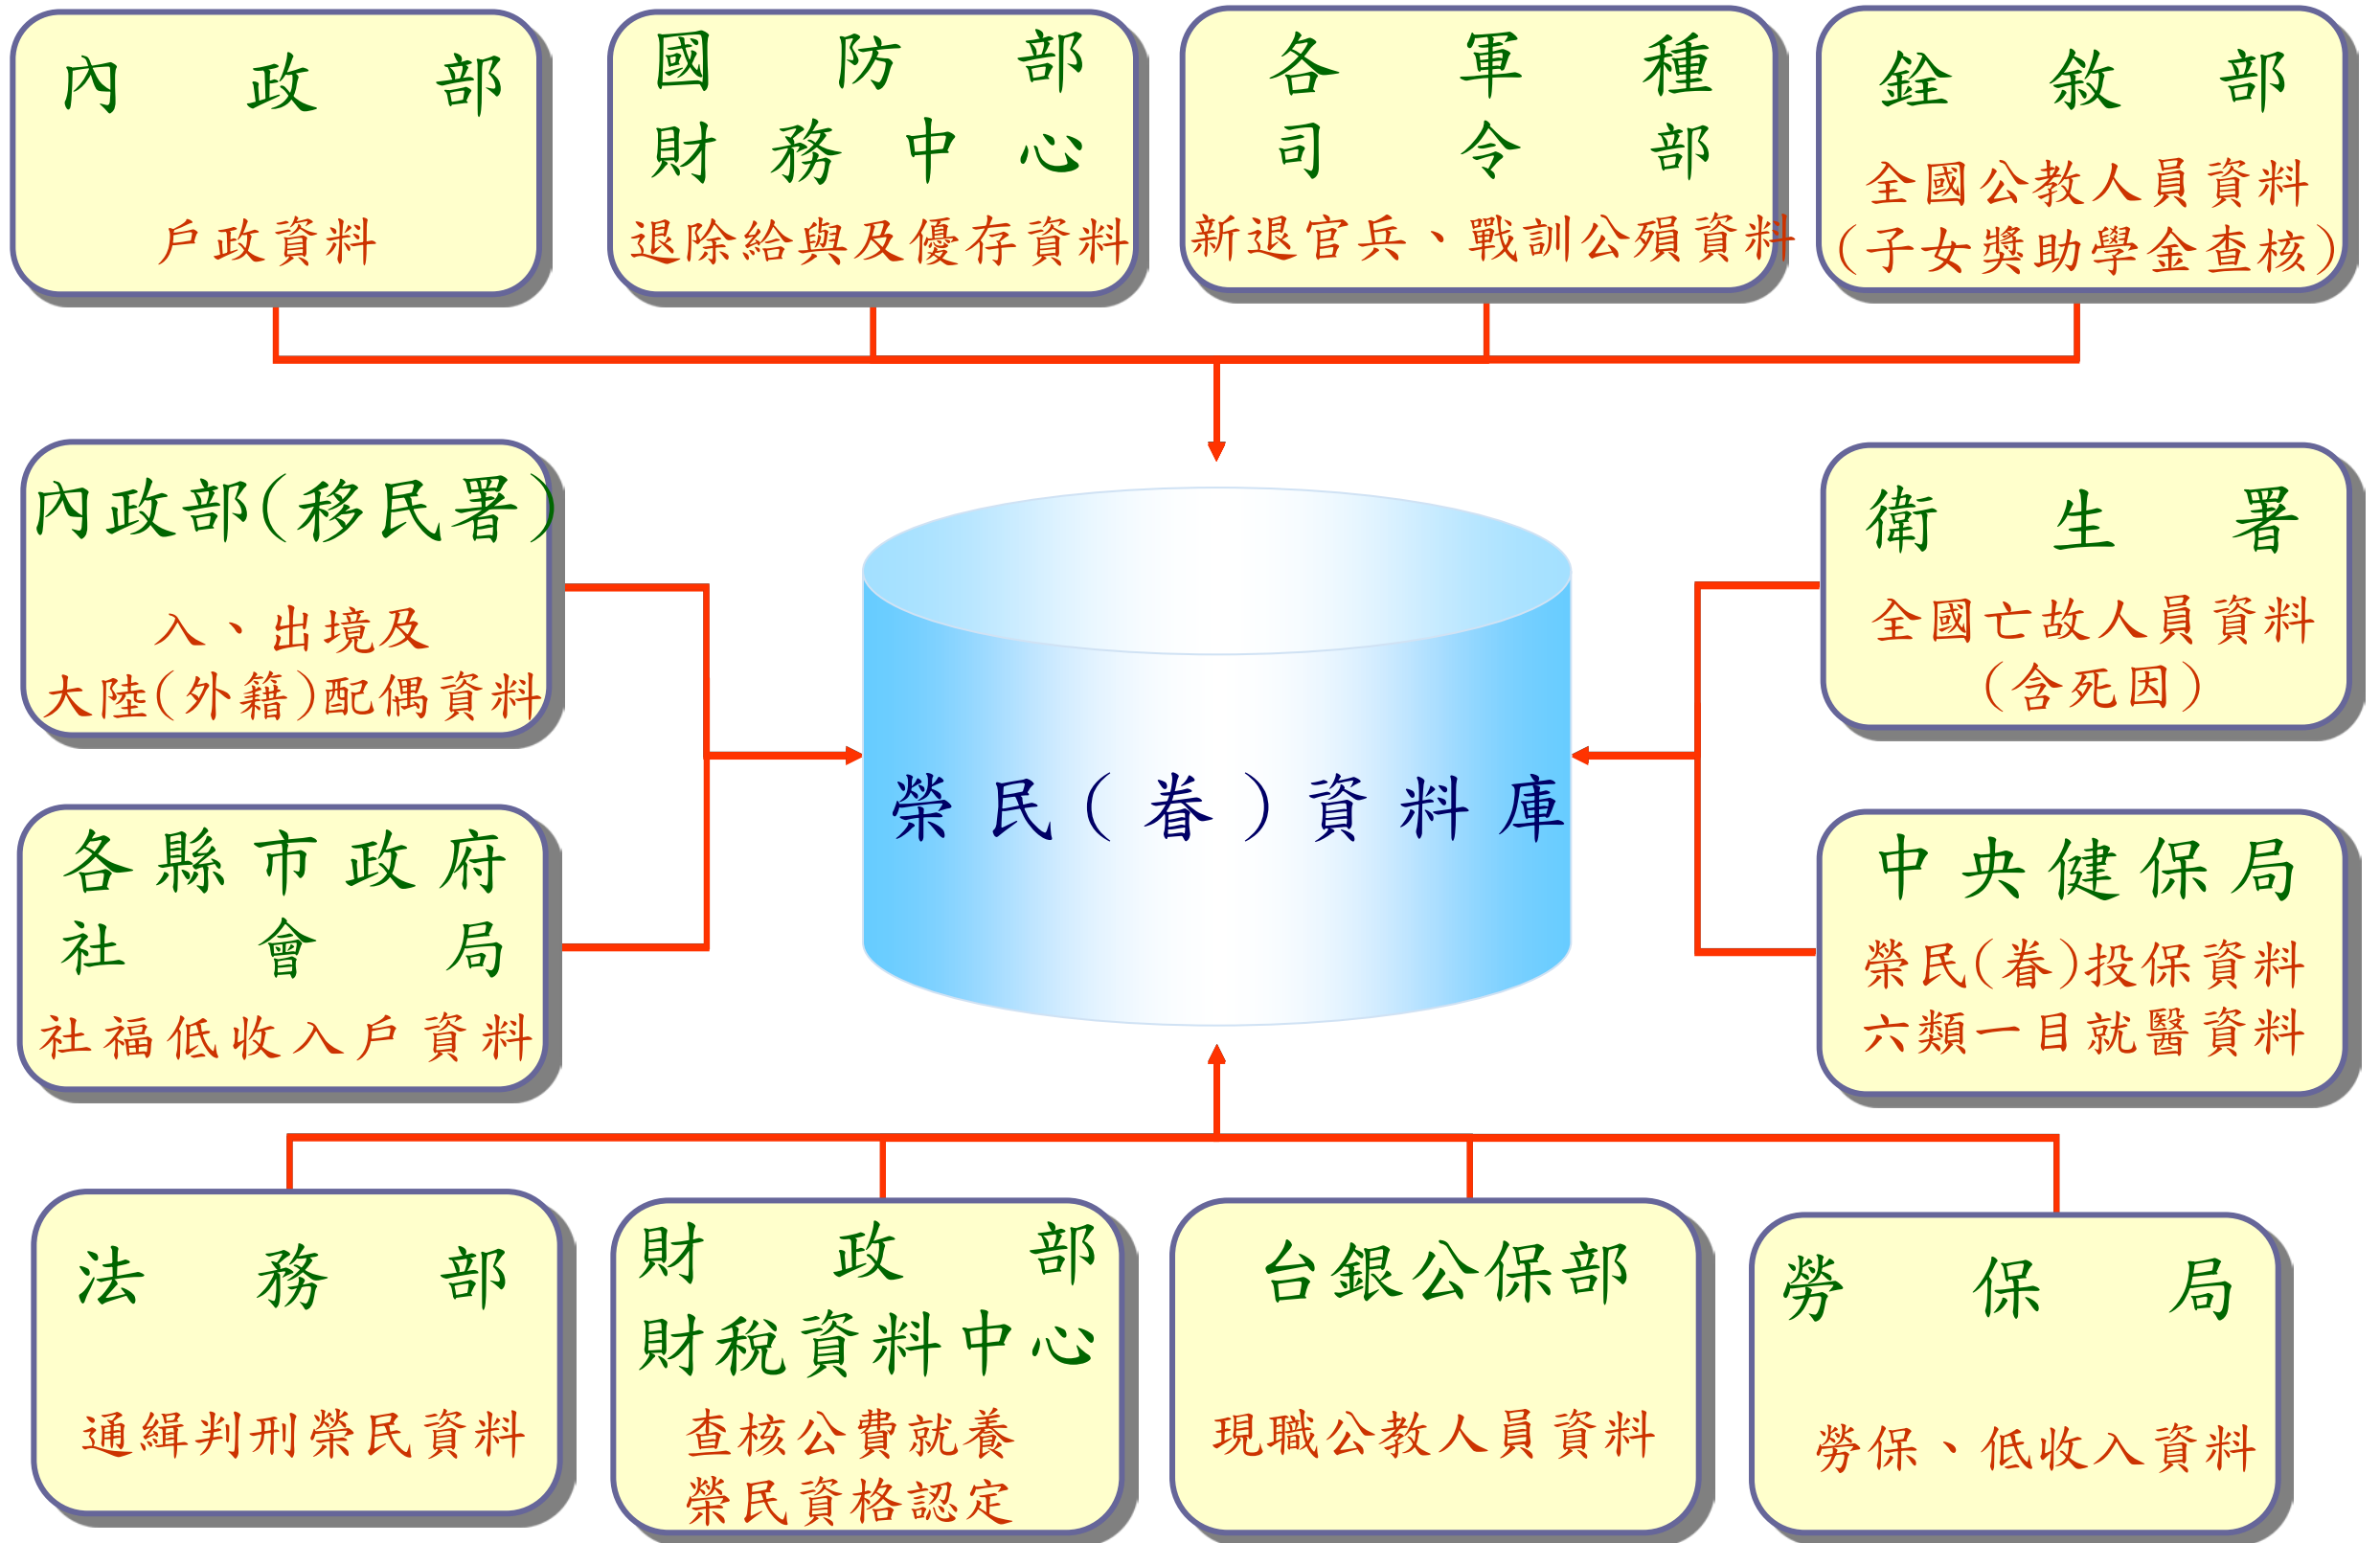 內政部
戶政資料
國防部
財務中心
退除給與及優存資料
各軍種
司令部
新退官兵、戰訓公殞資料
銓敘部
全國公教人員資料
(子女獎助學金查核)
內政部(移民署)
入、出境及
大陸(外籍)配偶資料
衛生署
全國亡故人員資料
(含死因)
榮民(眷)資料庫
各縣市政府
社會局
社福低收入戶資料
中央健保局
榮民(眷)投保資料
六類一目就醫資料
法務部
通緝判刑榮民資料
財政部
財稅資料中心
查核公費就養
榮民資格認定
台銀公保部
現職公教人員資料
勞保局
勞保、低收入資料